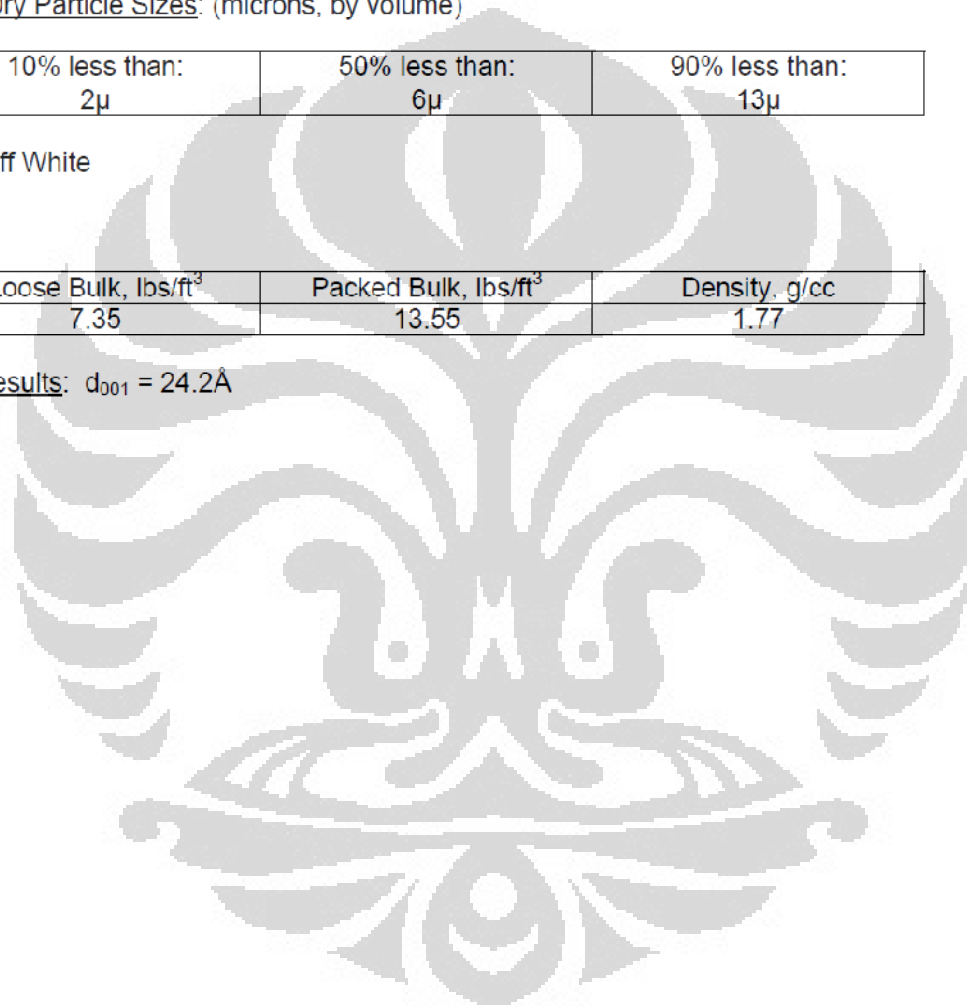 Dry Particle Sizes: (microns, by volume)
10% less than: 50% less than: 90% less than:
2µ 6µ 13µ
ff White
Loose Bulk, lbs/ft³ Packed Bulk, lbs/ft³ Density, g/cc
7.35 13.55 1.77
esults: d₀₀₁ = 24.2Å